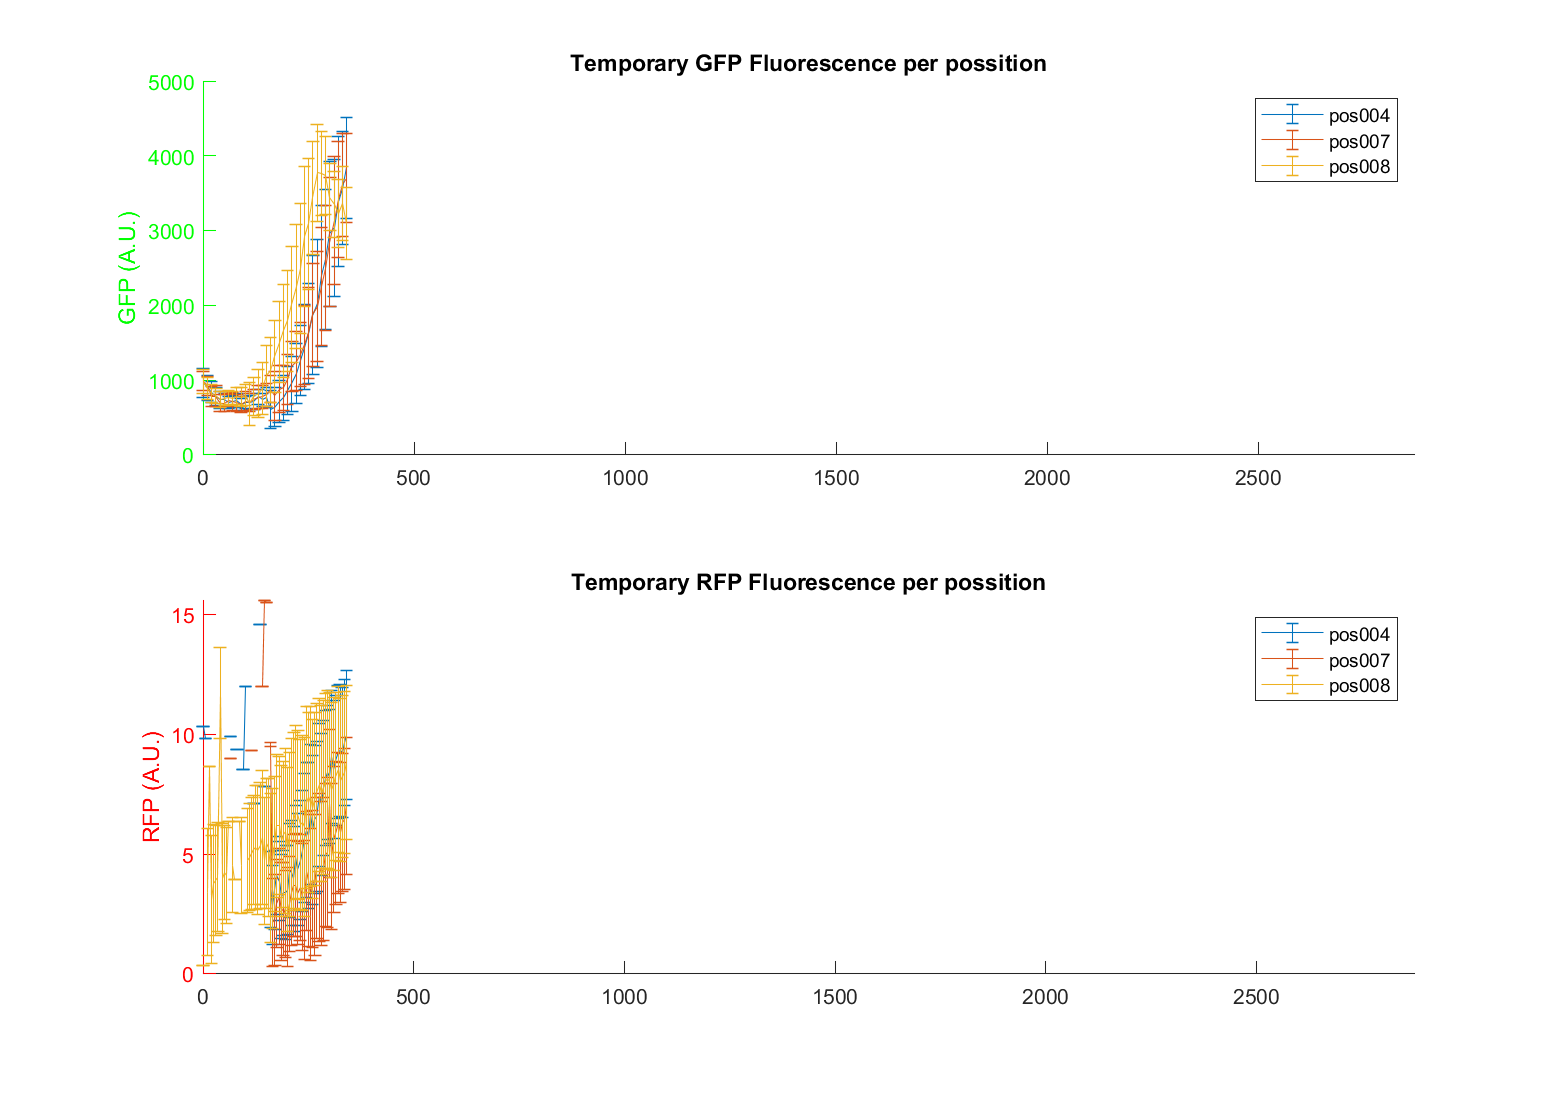 Temporary GFP Fluorescence per possition
5000
4000
3000
2000
1000
0
GFP (A.U.)
pos004
pos007
pos008
0 500 1000 1500 2000 2500
Temporary RFP Fluorescence per possition
15
10
5
0
RFP (A.U.)
pos004
pos007
pos008
0 500 1000 1500 2000 2500